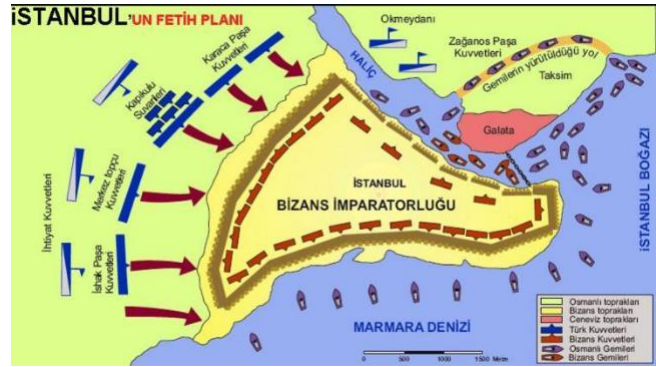 İSTANBUL'UN FETİH PLANI
Okmeydanı
Karaca Paşa
Kuvvetleri
HALİÇ
Zağanos Paşa
Kuvvetleri
Gemilerin yürütüldüğü yol
Taksim
Kapıkulu
Suvarileri
Galata
İSTANBUL BOĞAZI
İSTANBUL
BİZANS İMPARATORLUĞU
Merkez topçu
Kuvvetleri
İhtiyat Kuvvetleri
İshak Paşa
Kuvvetleri
MARMARA DENİZİ
Osmanlı toprakları
Bizans toprakları
Ceneviz toprakları
Türk Kuvvetleri
Bizans Kuvvetleri
Osmanlı Gemileri
Bizans Gemileri
0 500 1000 1500 Metre